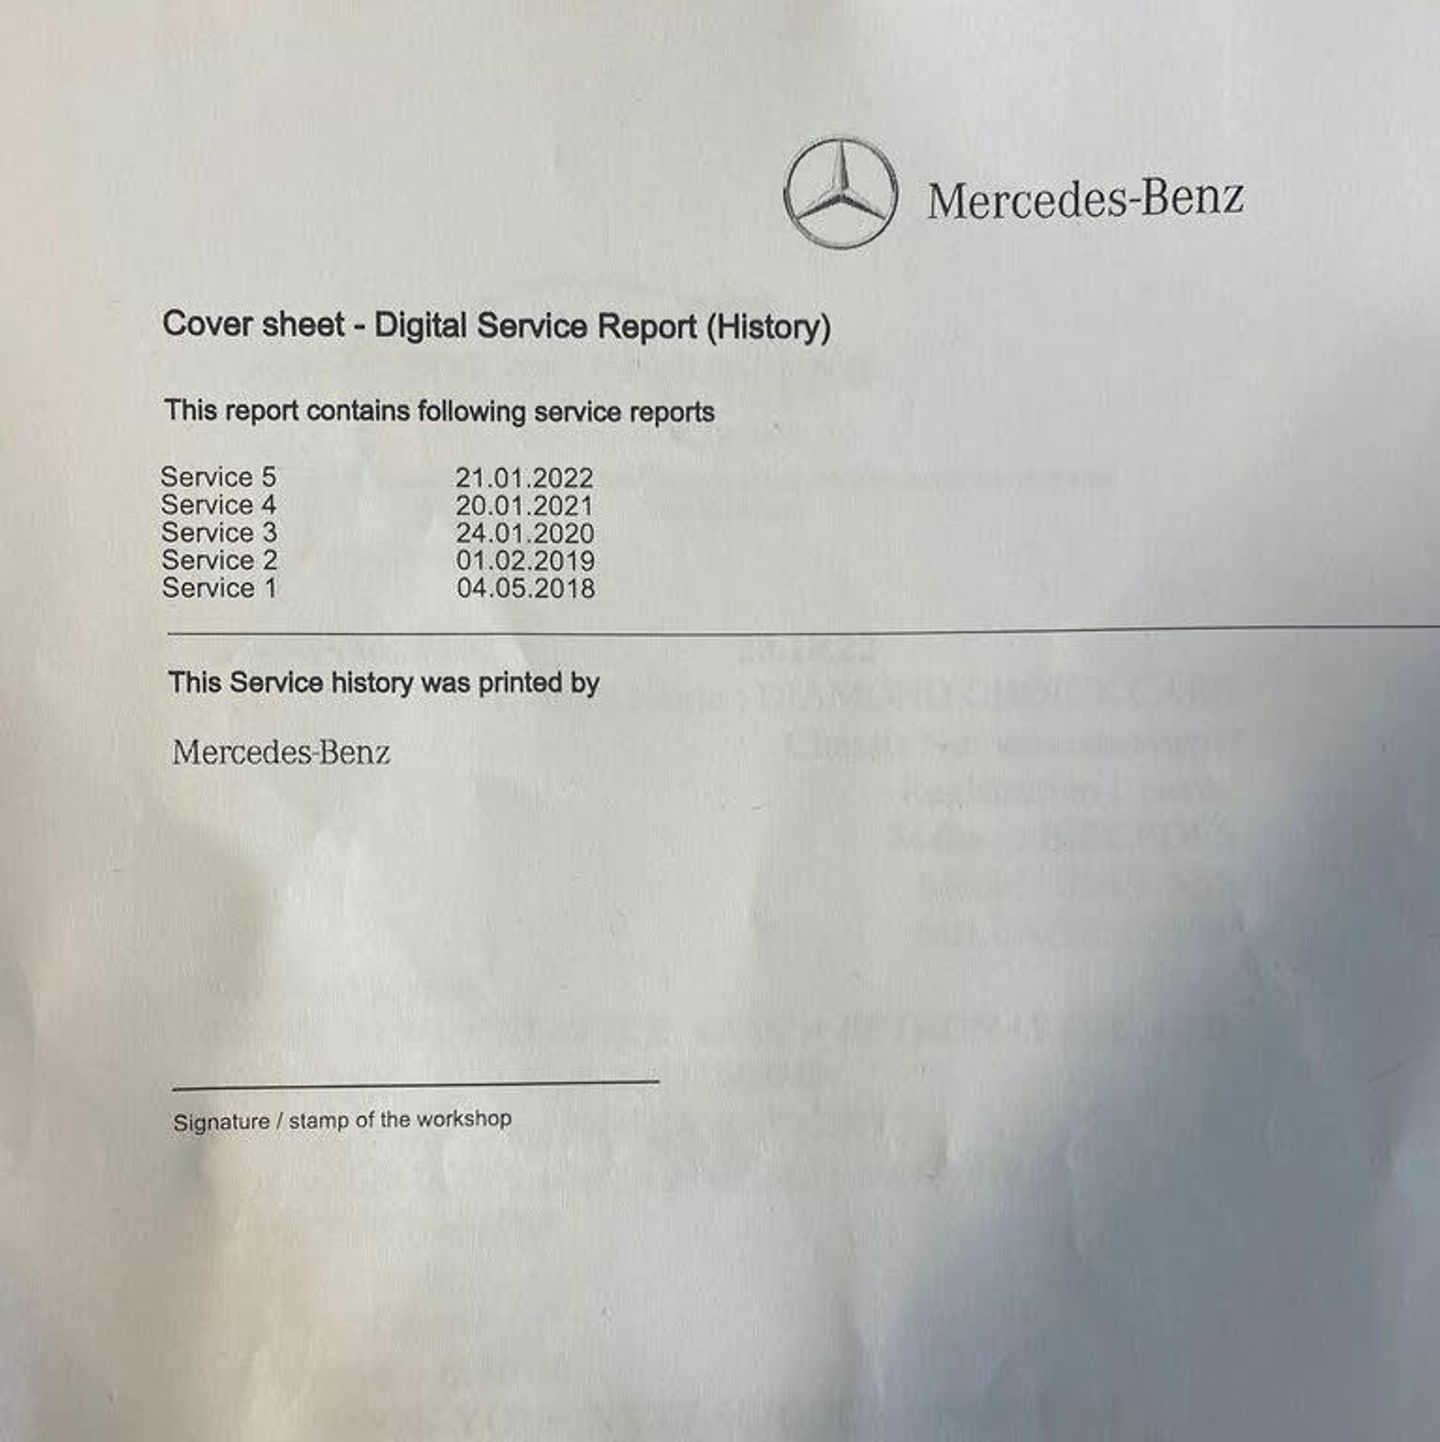 Mercedes-Benz
Cover sheet - Digital Service Report (History)
This report contains following service reports
Service 5 21.01.2022
Service 4 20.01.2021
Service 3 24.01.2020
Service 2 01.02.2019
Service 1 04.05.2018
This Service history was printed by
Mercedes-Benz
Signature / stamp of the workshop